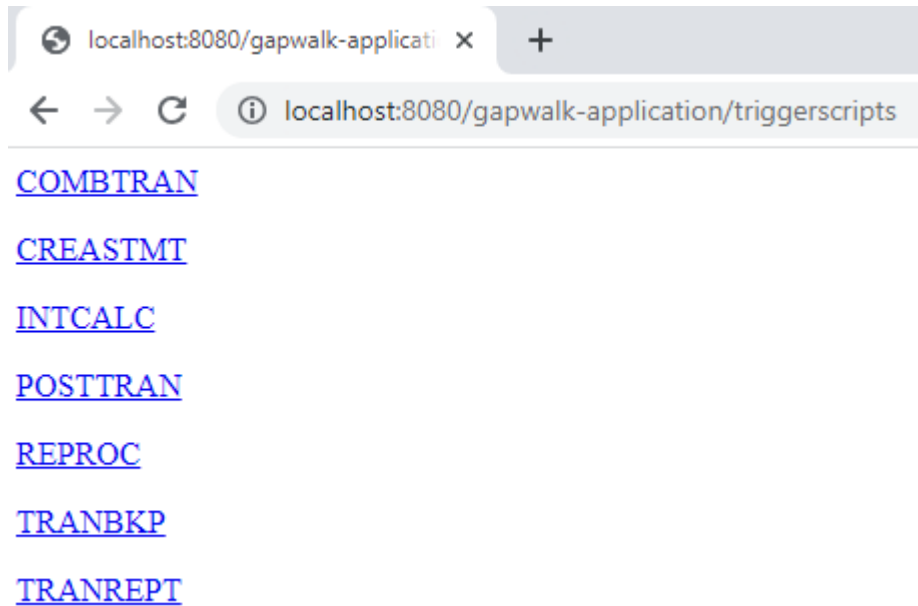 localhost:8080/gapwalk-applicati
localhost:8080/gapwalk-application/triggerscripts
COMBTRAN
CREASTMT
INTCALC
POSTTRAN
REPROC
TRANBKP
TRANREPT